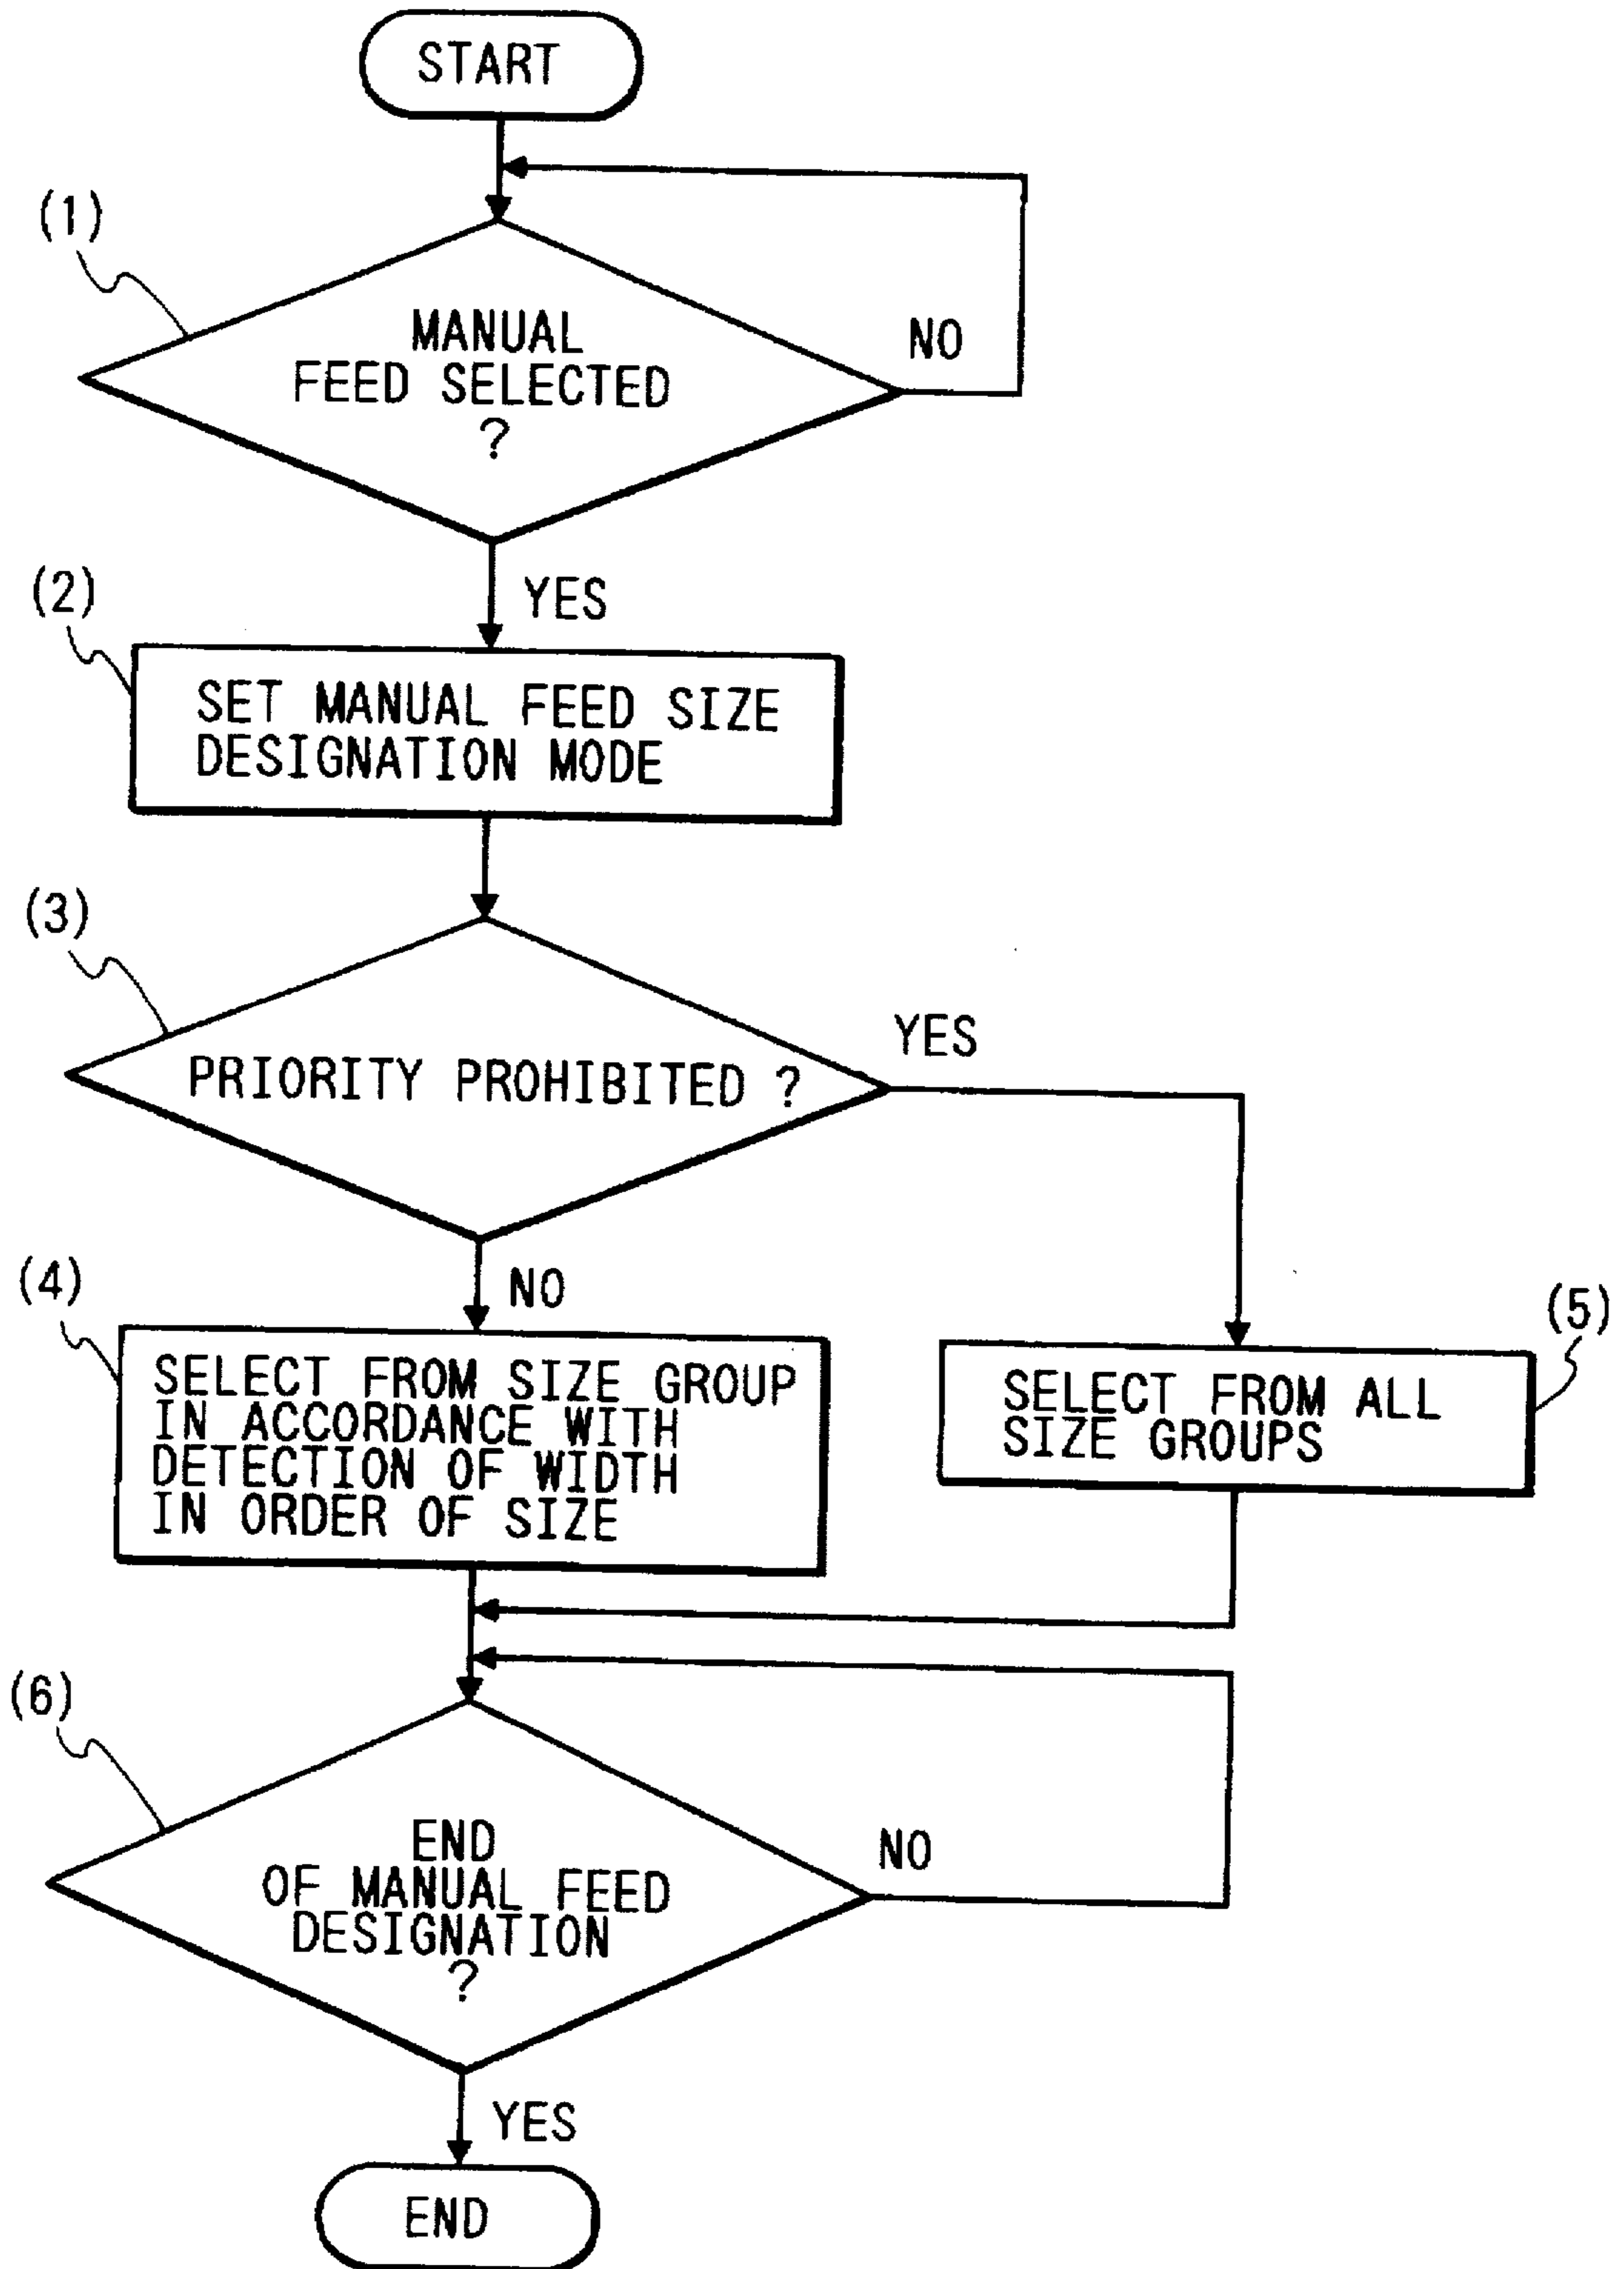 START
(1)
MANUAL
FEED SELECTED
?
NO
YES
(2)
SET MANUAL FEED SIZE
DESIGNATION MODE
(3)
PRIORITY PROHIBITED ?
YES
NO
(4)
SELECT FROM SIZE GROUP
IN ACCORDANCE WITH
DETECTION OF WIDTH
IN ORDER OF SIZE
(5)
SELECT FROM ALL
SIZE GROUPS
(6)
END
OF MANUAL FEED
DESIGNATION
?
NO
YES
END